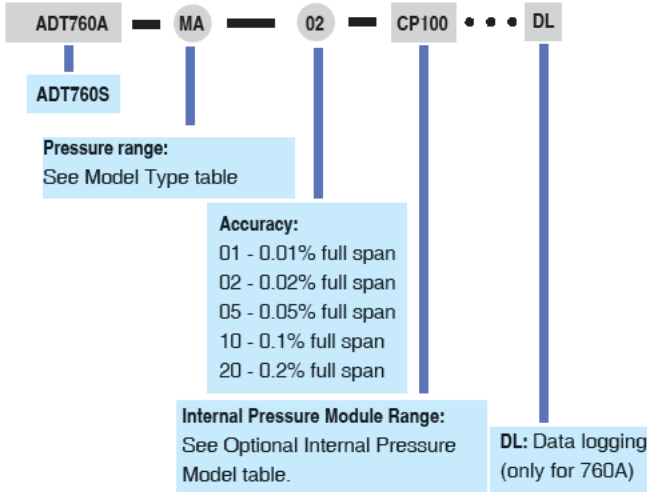 ADT760A MA 02 CP100 DL
ADT760S
Pressure range:
See Model Type table
Accuracy:
01 - 0.01% full span
02 - 0.02% full span
05 - 0.05% full span
10 - 0.1% full span
20 - 0.2% full span
Internal Pressure Module Range:
See Optional Internal Pressure
Model table.
DL: Data logging
(only for 760A)